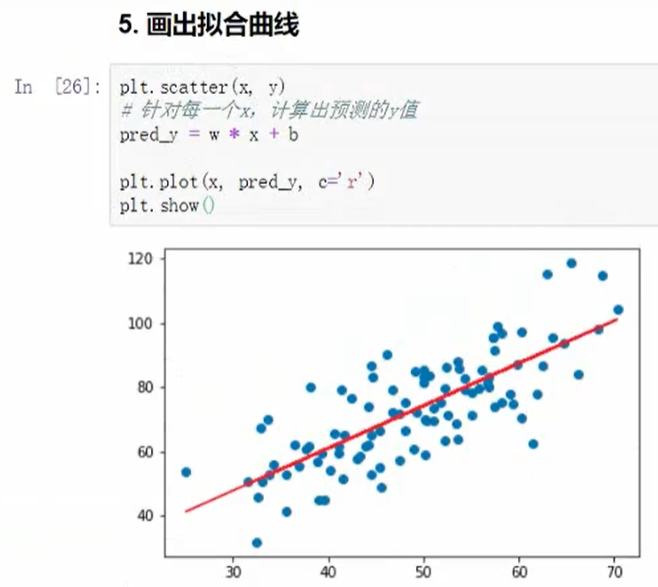 5. 画出拟合曲线
In [26]:
plt.scatter(x, y)
# 针对每一个x，计算出预测的y值
pred_y = w * x + b
plt.plot(x, pred_y, c='r')
plt.show()
120
100
80
60
40
30 40 50 60 70